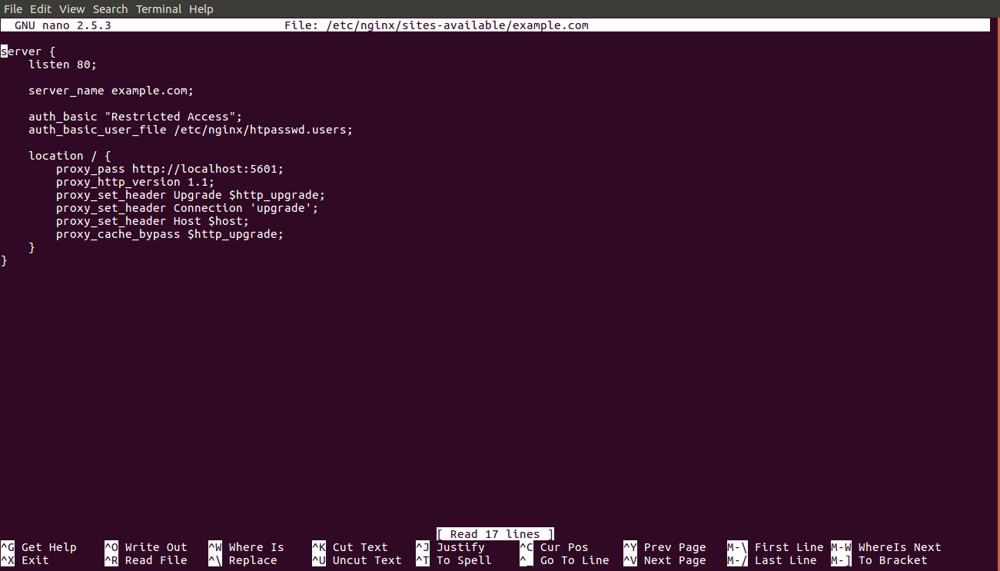 File Edit View Search Terminal Help
GNU nano 2.5.3 File: /etc/nginx/sites-available/example.com
server {
    listen 80;
    server_name example.com;
    auth_basic "Restricted Access";
    auth_basic_user_file /etc/nginx/htpasswd.users;
    location / {
        proxy_pass http://localhost:5601;
        proxy_http_version 1.1;
        proxy_set_header Upgrade $http_upgrade;
        proxy_set_header Connection 'upgrade';
        proxy_set_header Host $host;
        proxy_cache_bypass $http_upgrade;
    }
}
[ Read 17 lines ]
^G Get Help ^O Write Out ^W Where Is ^K Cut Text ^J Justify ^C Cur Pos ^Y Prev Page M-\ First Line M-W WhereIs Next
^X Exit ^R Read File ^\ Replace ^U Uncut Text ^T To Spell ^_ Go To Line ^V Next Page M-/ Last Line M-] To Bracket